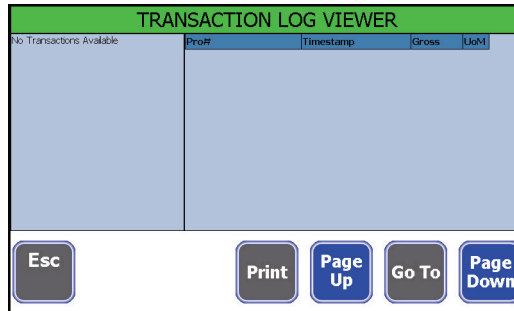 TRANSACTION LOG VIEWER
No Transactions Available
Pro# Timestamp Gross UoM
Esc
Print
Page
Up
Go To
Page
Down